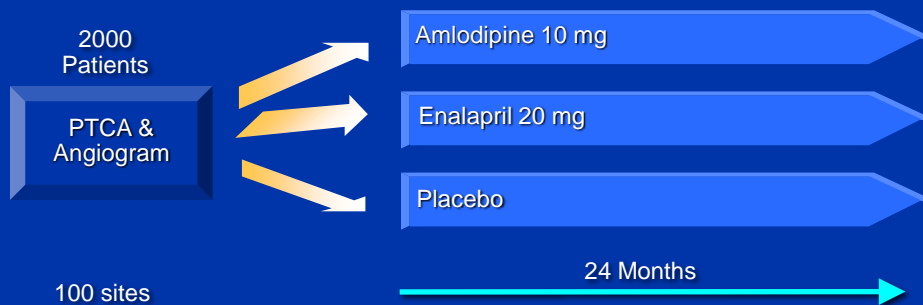 2000
Patients
PTCA &
Angiogram
100 sites
Amlodipine 10 mg
Enalapril 20 mg
Placebo
24 Months